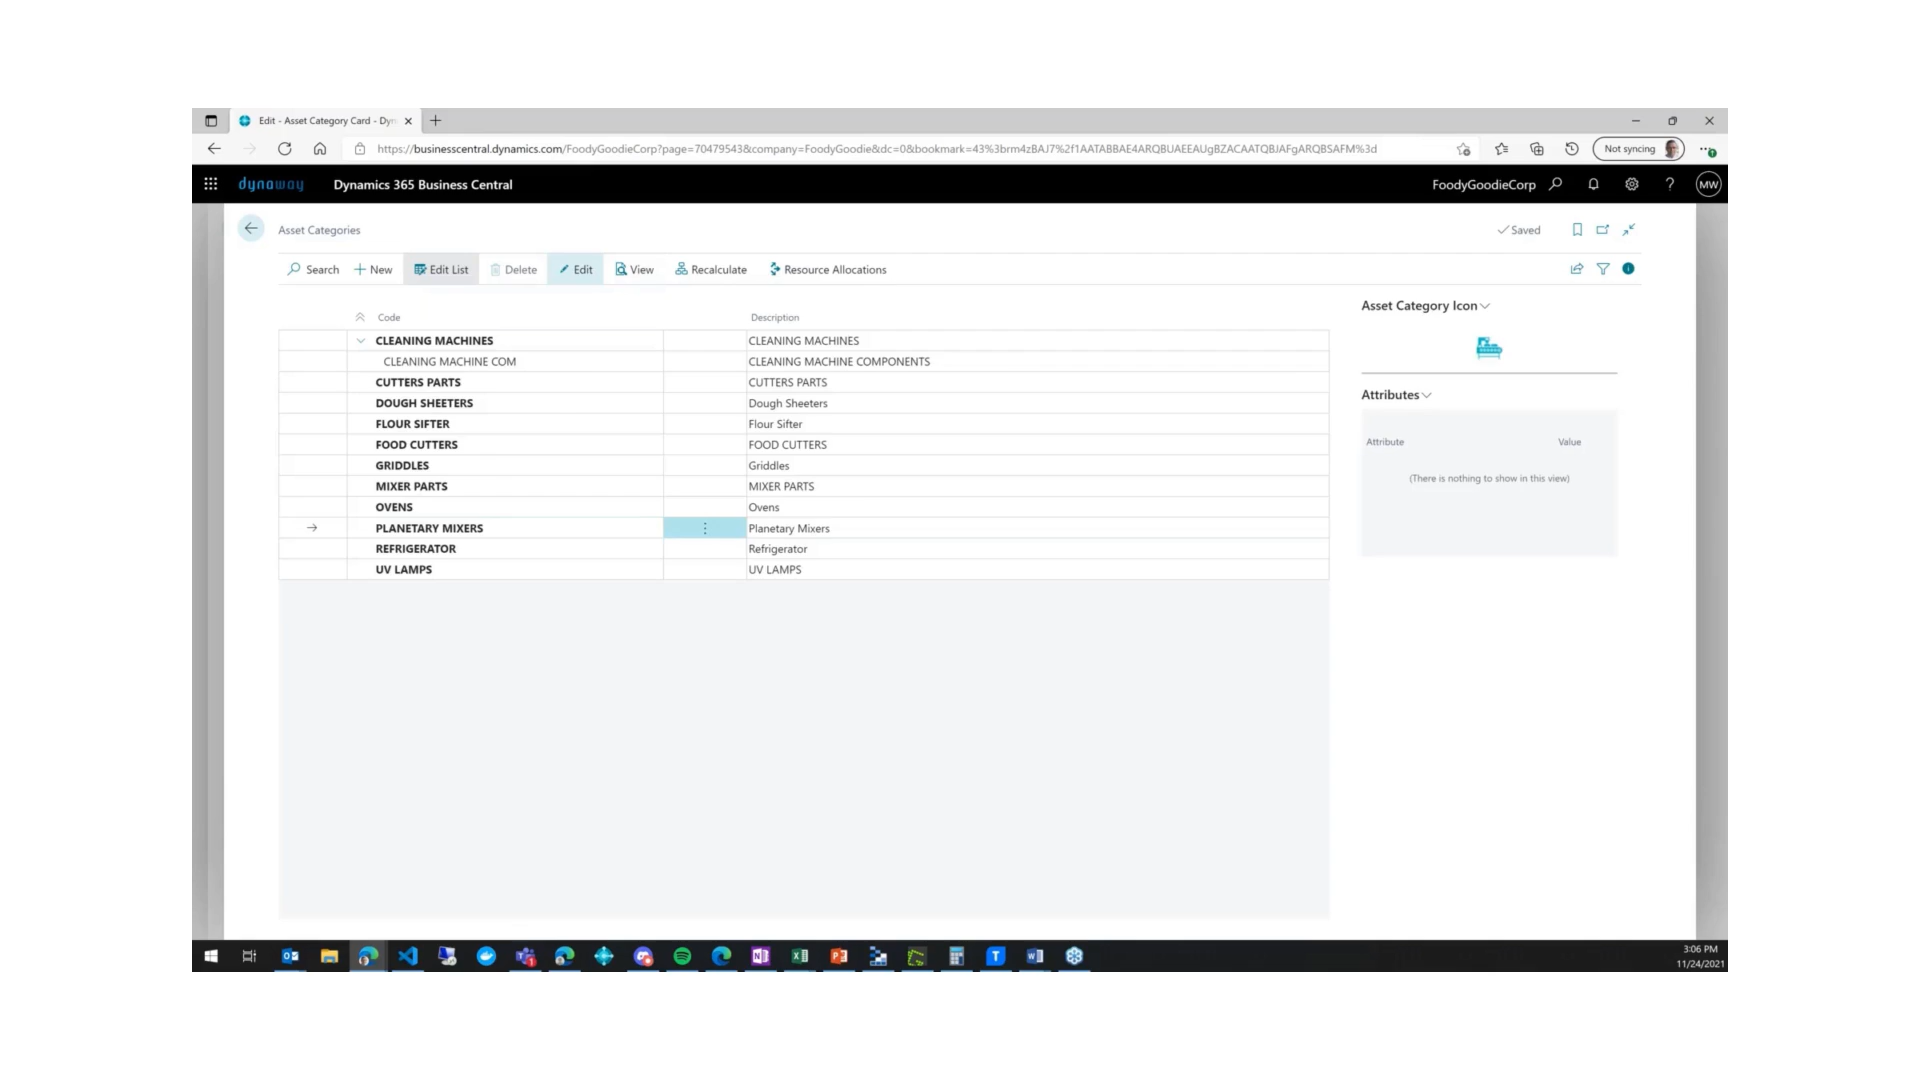 Edit - Asset Category Card - Dyn
https://businesscentral.dynamics.com/FoodyGoodieCorp?page=70479543&company=FoodyGoodie&dc=0&bookmark=43%3brm4zBAJ7%2f1AATABBAE4ARQBUAEEAUgBZACAATQBJAFgARQBSAFM%3d
Not syncing
dynaway Dynamics 365 Business Central FoodyGoodieCorp ? MW
Asset Categories Saved
Search New Edit List Delete Edit View Recalculate Resource Allocations
Asset Category Icon
Code Description
CLEANING MACHINES CLEANING MACHINES
CLEANING MACHINE COM CLEANING MACHINE COMPONENTS
CUTTERS PARTS CUTTERS PARTS
Attributes
DOUGH SHEETERS Dough Sheeters
FLOUR SIFTER Flour Sifter
FOOD CUTTERS FOOD CUTTERS
Attribute Value
GRIDDLES Griddles
(There is nothing to show in this view)
MIXER PARTS MIXER PARTS
OVENS Ovens
PLANETARY MIXERS Planetary Mixers
REFRIGERATOR Refrigerator
UV LAMPS UV LAMPS
3:06 PM
11/24/2021